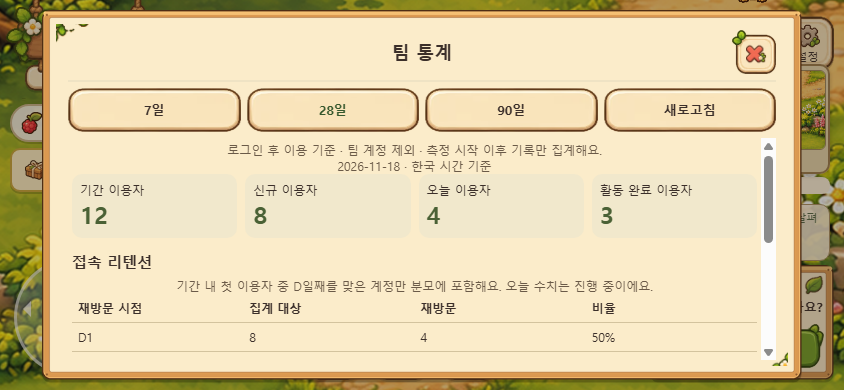 팀 통계
설정
7일
28일
90일
새로고침
로그인 후 이용 기준 · 팀 계정 제외 · 측정 시작 이후 기록만 집계해요.
2026-11-18 · 한국 시간 기준
기간 이용자
신규 이용자
오늘 이용자
활동 완료 이용자
12
8
4
3
접속 리텐션
기간 내 첫 이용자 중 D일째를 맞은 계정만 분모에 포함해요. 오늘 수치는 진행 중이에요.
재방문 시점 집계 대상 재방문 비율
D1 8 4 50%